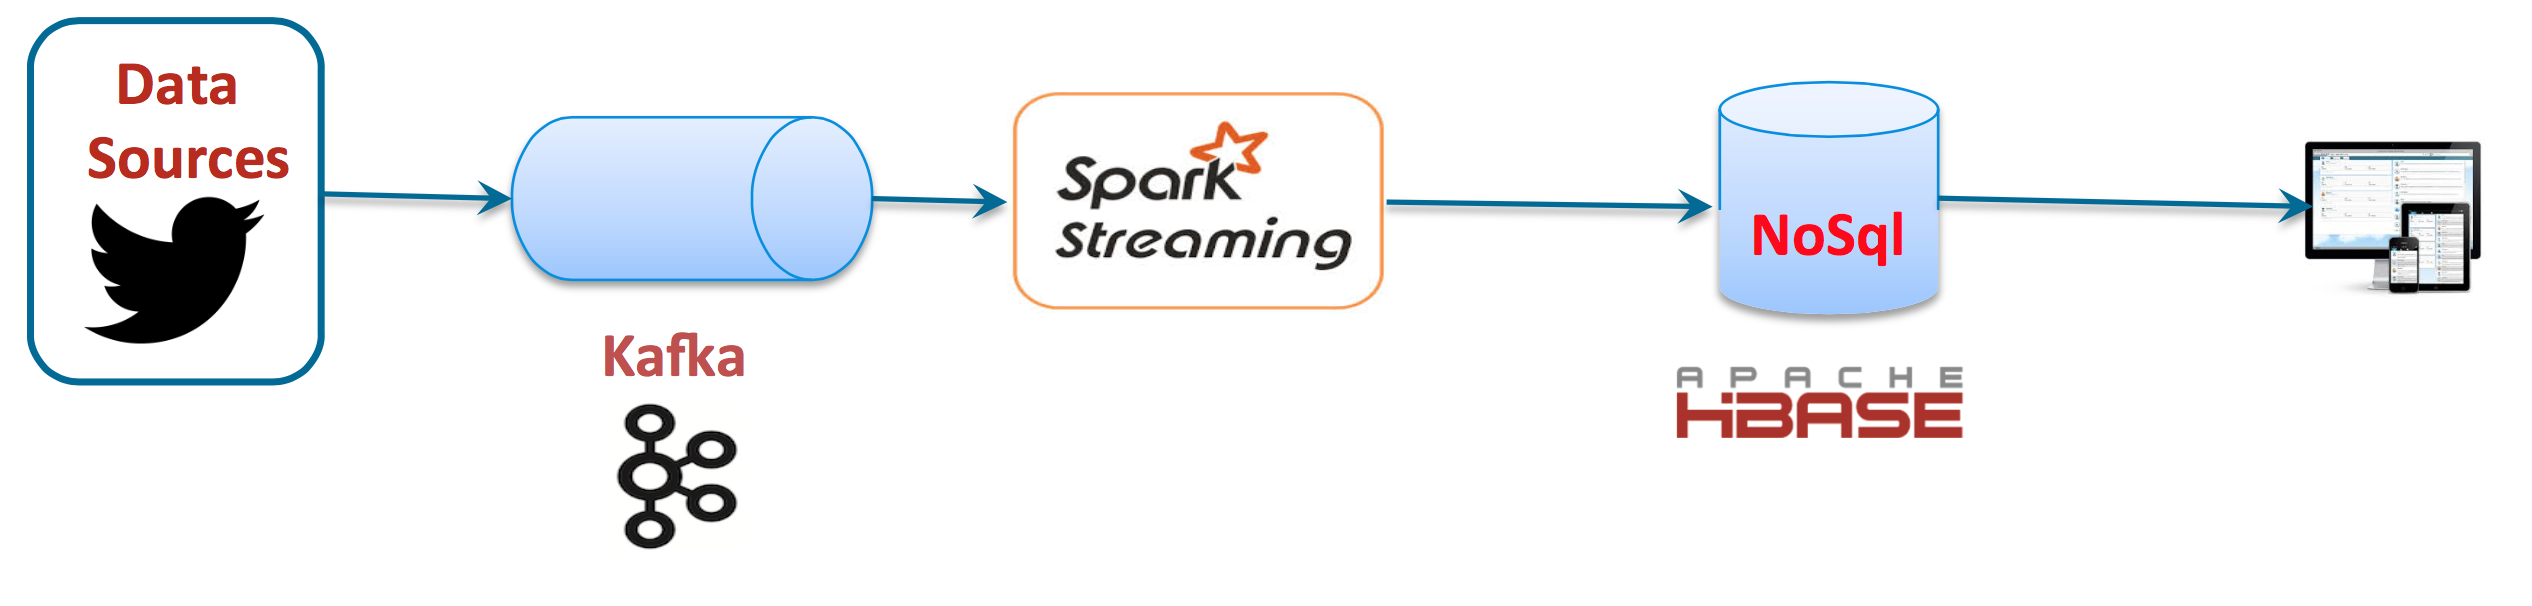 Data
Sources
Kafka
Spark
Streaming
NoSql
APACHE
HBASE